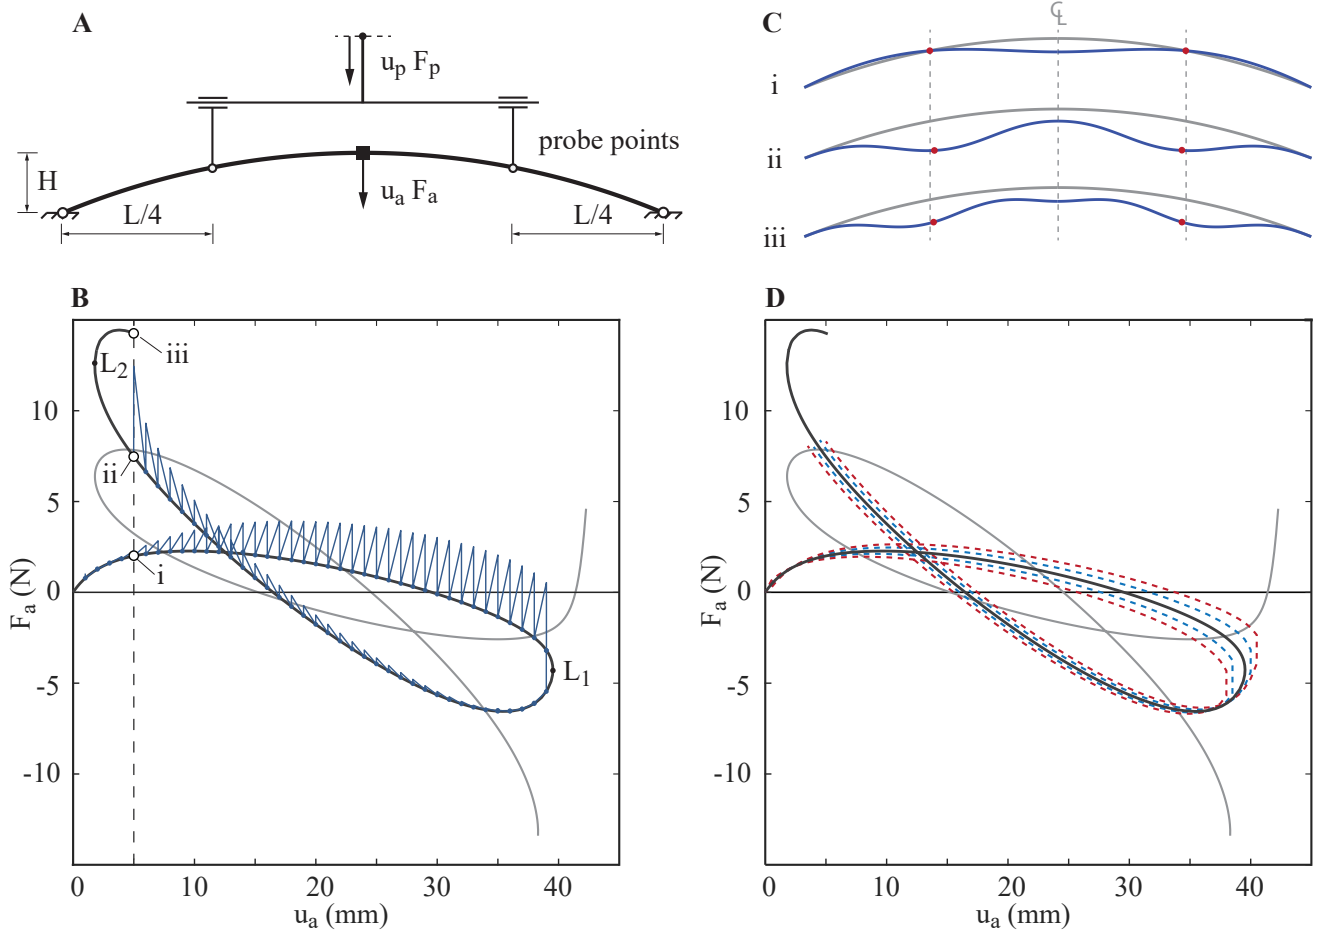 A
u_p F_p
probe points
H
u_a F_a
L/4
L/4
C
℄
i
ii
iii
B
iii
L_2
ii
i
L_1
10
5
0
-5
-10
F_a (N)
0
10
20
30
40
u_a (mm)
D
10
5
0
-5
-10
F_a (N)
0
10
20
30
40
u_a (mm)